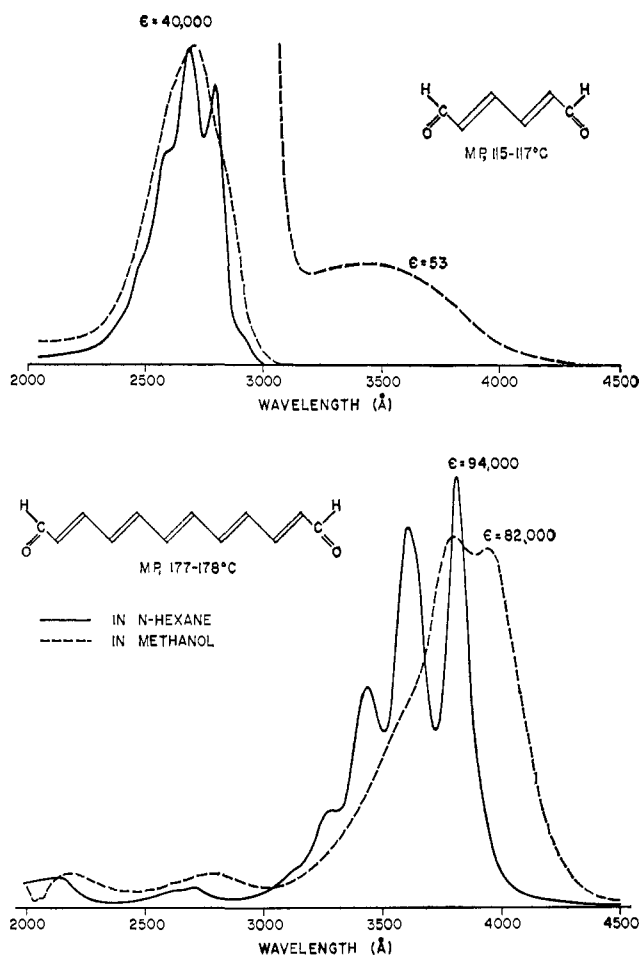 ε=40,000
H
H
C
C
O
O
MP, 115-117°C
ε=53
2000 2500 3000 3500 4000 4500
WAVELENGTH (Å)
ε=94,000
H
H
ε=82,000
C
C
O
O
MP, 177-178°C
IN N-HEXANE
IN METHANOL
2000 2500 3000 3500 4000 4500
WAVELENGTH (Å)